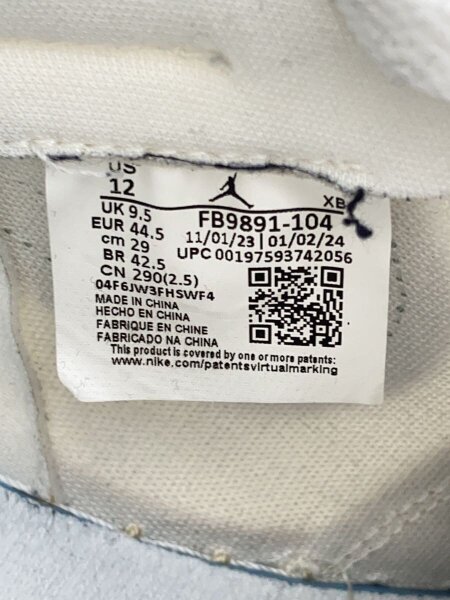 US
12
UK 9.5
EUR 44.5
cm 29
BR 42.5
CN 290(2.5)
04F6JW3FHSWF4
MADE IN CHINA
HECHO EN CHINA
FABRIQUE EN CHINE
FABRICADO NA CHINA
XB
FB9891-104
11/01/23 | 01/02/24
UPC 00197593742056
This product is covered by one or more patents:
www.nike.com/patentsvirtualmarking